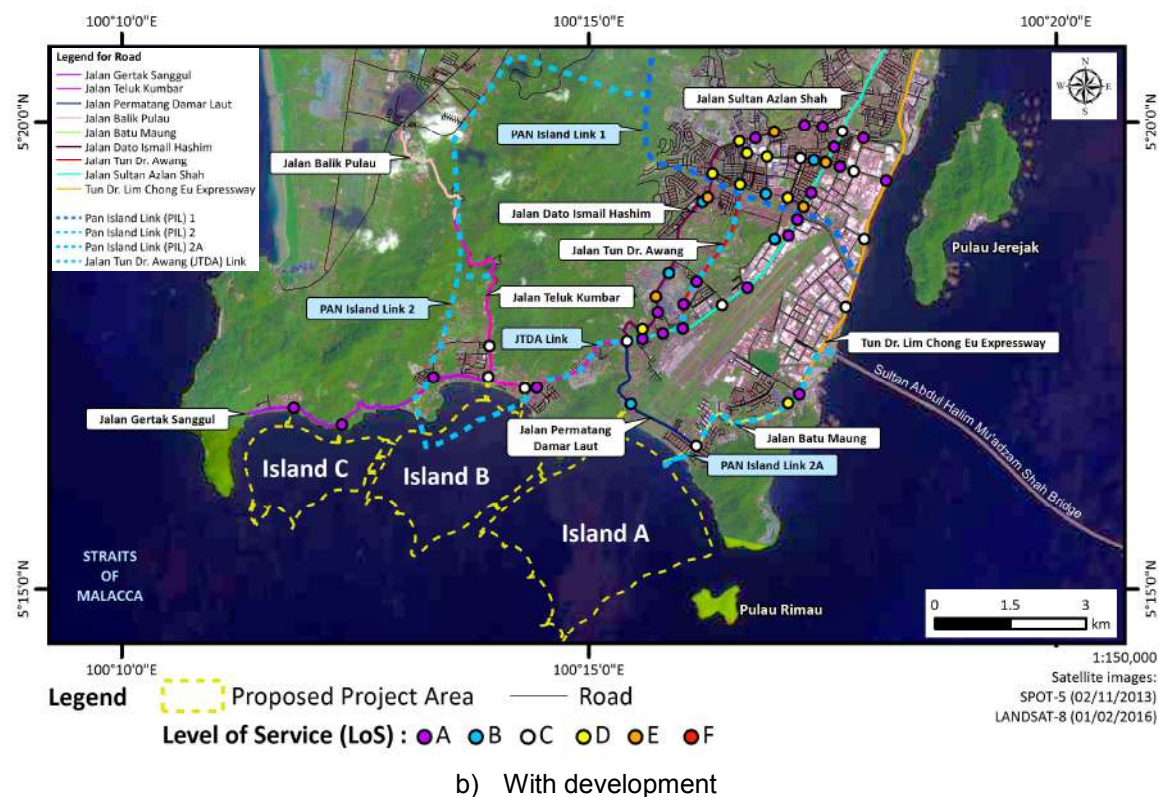 100°10'0"E
100°15'0"E
100°20'0"E
Legend for Road
Jalan Gertak Sanggul
Jalan Teluk Kumbar
Jalan Permatang Damar Laut
Jalan Balik Pulau
Jalan Batu Maung
Jalan Dato Ismail Hashim
Jalan Tun Dr. Awang
Jalan Sultan Azlan Shah
Tun Dr. Lim Chong Eu Expressway
Pan Island Link (PIL) 1
Pan Island Link (PIL) 2
Pan Island Link (PIL) 2A
Jalan Tun Dr. Awang (JTDA) Link
N
W
E
S
5°20'0"N
5°20'0"N
Jalan Sultan Azlan Shah
PAN Island Link 1
Jalan Balik Pulau
Jalan Dato Ismail Hashim
Jalan Tun Dr. Awang
Pulau Jerejak
Jalan Teluk Kumbar
PAN Island Link 2
JTDA Link
Tun Dr. Lim Chong Eu Expressway
Sultan Abdul Halim Mu'adzam Shah Bridge
Jalan Gertak Sanggul
Jalan Permatang
Damar Laut
Jalan Batu Maung
PAN Island Link 2A
Island C
Island B
Island A
STRAITS
OF
MALACCA
Pulau Rimau
5°15'0"N
5°15'0"N
0 1.5 3
km
100°10'0"E
100°15'0"E
1:150,000
Satellite images:
SPOT-5 (02/11/2013)
LANDSAT-8 (01/02/2016)
Legend Proposed Project Area Road
Level of Service (LoS) : A B C D E F
b) With development